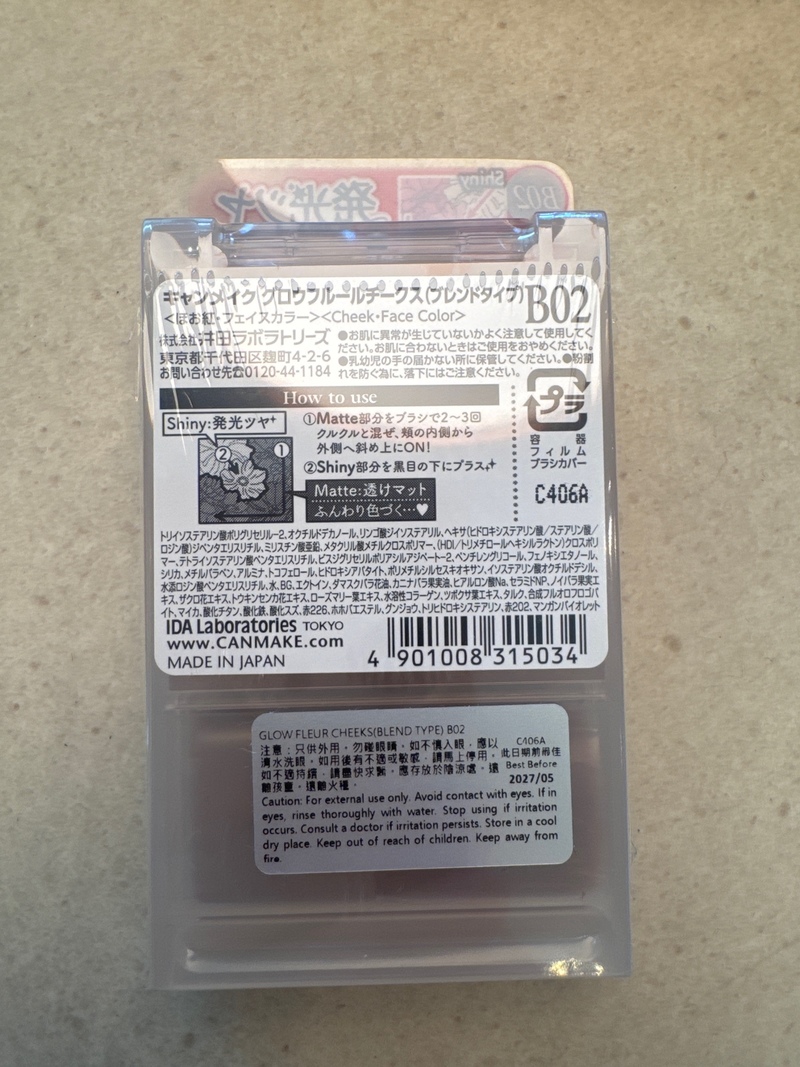 B02
Shiny
発光ツヤ
キャンメイク グロウフルールチークス(ブレンドタイプ) B02
<ほお紅・フェイスカラー><Cheek・Face Color>
株式会社井田ラボラトリーズ
東京都千代田区麹町4-2-6
お問い合わせ先☎0120-44-1184
●お肌に異常が生じていないかよく注意して使用してく
ださい。お肌に合わないときはご使用をおやめください。
●乳幼児の手の届かない所に保管してください。●粉割
れを防ぐ為に、落下にはご注意ください。
How to use
Shiny:発光ツヤ
② ①
①Matte部分をブラシで2〜3回
クルクルと混ぜ、頬の内側から
外側へ斜め上にON!
②Shiny部分を黒目の下にプラス
Matte:透けマット
ふんわり色づく…♥
プラ
容器
フィルム
ブラシカバー
C406A
トリイソステアリン酸ポリグリセリル-2、オクチルドデカノール、リンゴ酸ジイソステアリル、ヘキサ(ヒドロキシステアリン酸/ステアリン酸/
ロジン酸)ジペンタエリスリチル、ミリスチン酸亜鉛、メタクリル酸メチルクロスポリマー、(HDI/トリメチロールヘキシルラクトン)クロスポリ
マー、テトライソステアリン酸ペンタエリスリチル、ビスジグリセリルポリアシルアジペート-2、ペンチレングリコール、フェノキシエタノール、
シリカ、メチルパラベン、アルミナ、トコフェロール、ヒドロキシアパタイト、ポリメチルシルセスキオキサン、イソステアリン酸オクチルドデシル、
水添ロジン酸ペンタエリスリチル、水、BG、エクトイン、ダマスクバラ花油、カニナバラ果実油、ヒアルロン酸Na、セラミドNP、ノイバラ果実エ
キス、ザクロ花エキス、トウキンセンカ花エキス、ローズマリー葉エキス、水溶性コラーゲン、ツボクサ葉エキス、タルク、合成フルオロフロゴパ
イト、マイカ、酸化チタン、酸化鉄、酸化スズ、赤226、ホホバエステル、グンジョウ、トリヒドロキシステアリン、赤202、マンガンバイオレット
IDA Laboratories TOKYO
www.CANMAKE.com
MADE IN JAPAN
4 901008 315034
GLOW FLEUR CHEEKS(BLEND TYPE) B02
注意：只供外用，勿碰眼睛，如不慎入眼，應以
清水洗眼，如用後有不適或敏感，請馬上停用，
如不適持續，請盡快求醫，應存放於陰涼處，遠
離孩童，遠離火種．
C406A
此日期前最佳
Best Before
2027/05
Caution: For external use only. Avoid contact with eyes. If in
eyes, rinse thoroughly with water. Stop using if irritation
occurs. Consult a doctor if irritation persists. Store in a cool
dry place. Keep out of reach of children. Keep away from
fire.